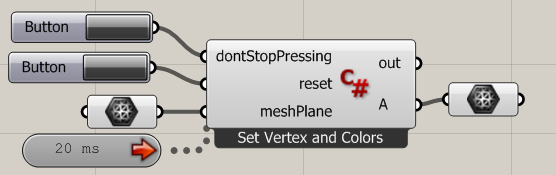 Button
Button
dontStopPressing
reset
meshPlane
C#
out
A
20 ms
Set Vertex and Colors